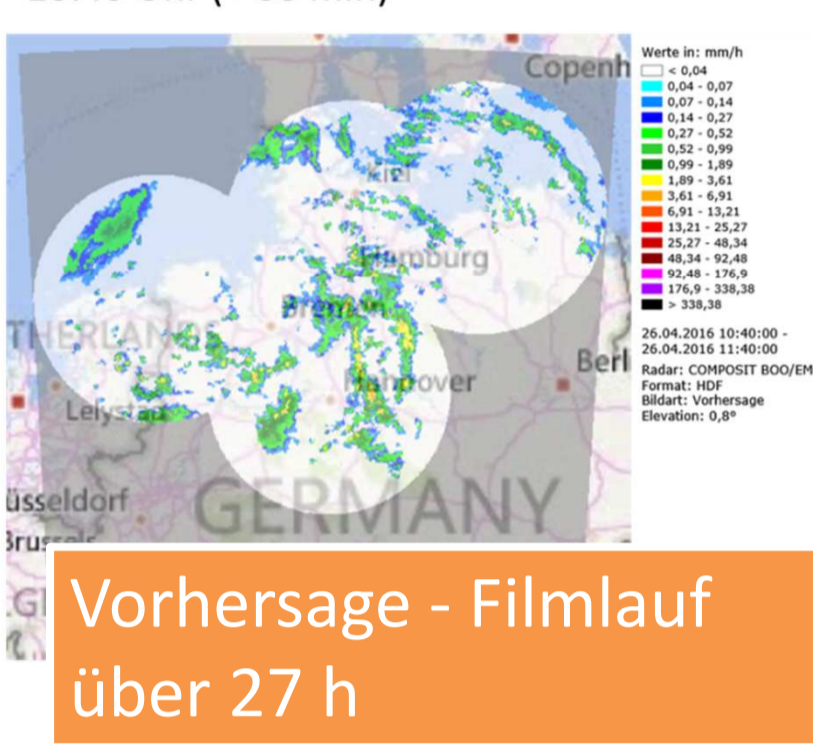 Copenh
Kiel
Hamburg
Bremen
THERLANDS
Berl
Hannover
Lelystad
GERMANY
üsseldorf
Brussels
Werte in: mm/h
< 0,04
0,04 - 0,07
0,07 - 0,14
0,14 - 0,27
0,27 - 0,52
0,52 - 0,99
0,99 - 1,89
1,89 - 3,61
3,61 - 6,91
6,91 - 13,21
13,21 - 25,27
25,27 - 48,34
48,34 - 92,48
92,48 - 176,9
176,9 - 338,38
> 338,38
26.04.2016 10:40:00 -
26.04.2016 11:40:00
Radar: COMPOSIT BOO/EM
Format: HDF
Bildart: Vorhersage
Elevation: 0,8°
Vorhersage - Filmlauf
über 27 h